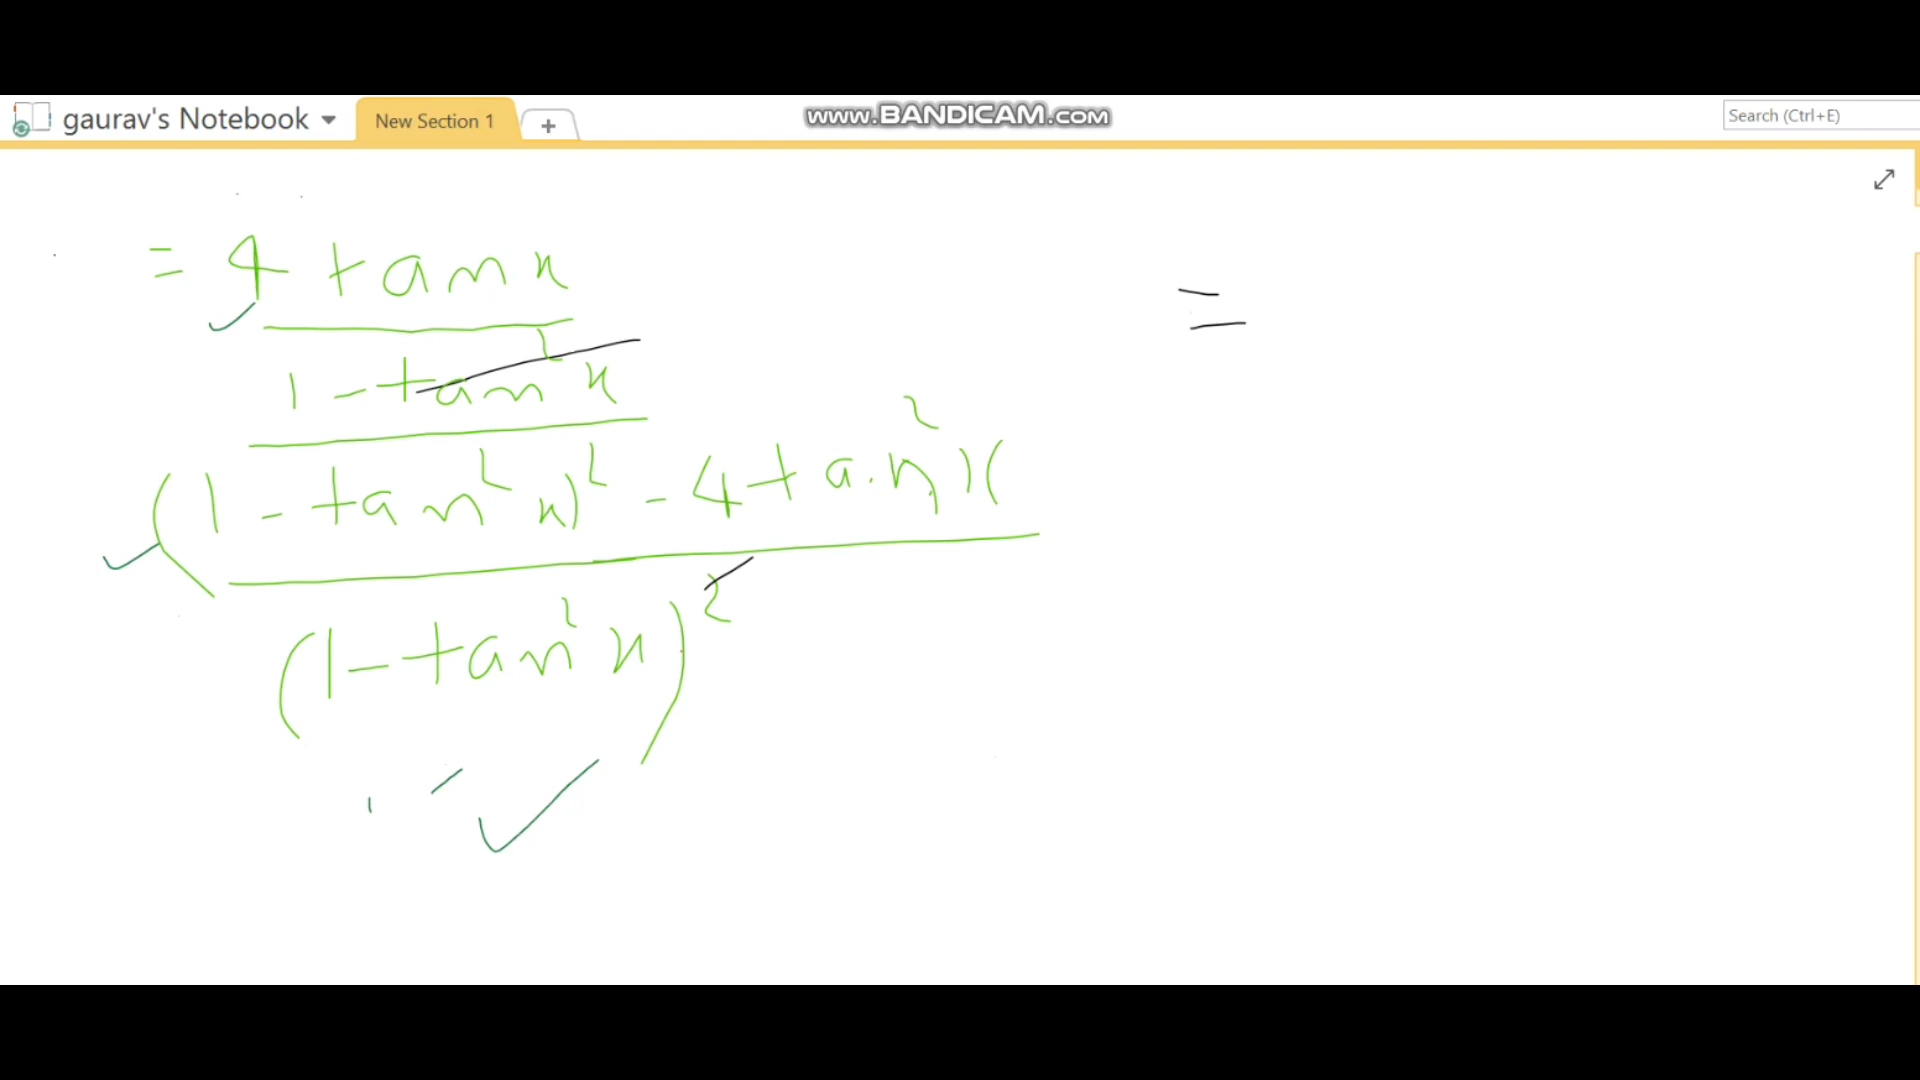 gaurav's Notebook
New Section 1
+
www.BANDICAM.com
Search (Ctrl+E)
= 4 tan x
1 - tan² x
(1 - tan² x)² - 4 tan² x
(1 - tan² x)²
=